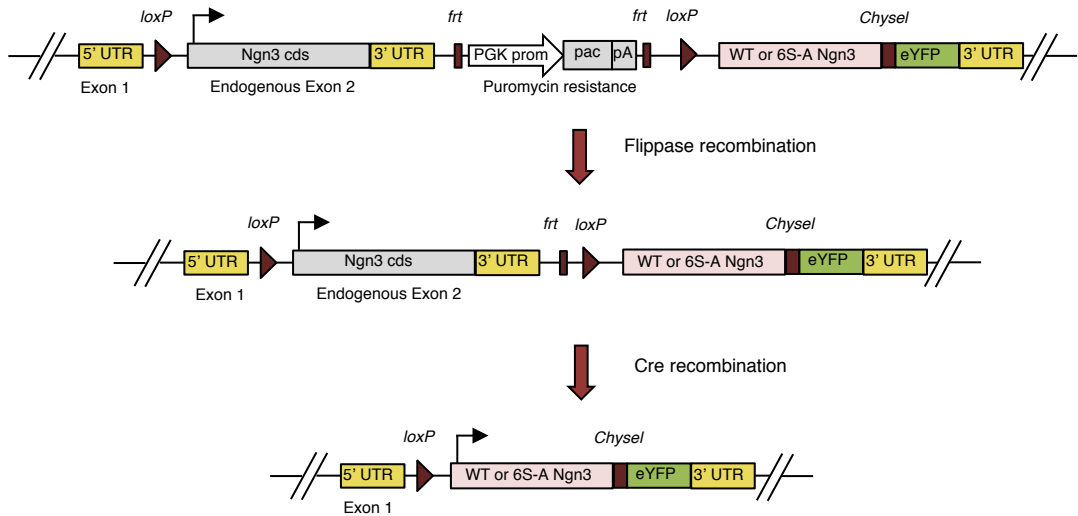 loxP frt frt loxP Chysel
5' UTR Ngn3 cds 3' UTR PGK prom pac pA WT or 6S-A Ngn3 eYFP 3' UTR
Exon 1 Endogenous Exon 2 Puromycin resistance
Flippase recombination
loxP frt loxP Chysel
5' UTR Ngn3 cds 3' UTR WT or 6S-A Ngn3 eYFP 3' UTR
Exon 1 Endogenous Exon 2
Cre recombination
loxP Chysel
5' UTR WT or 6S-A Ngn3 eYFP 3' UTR
Exon 1